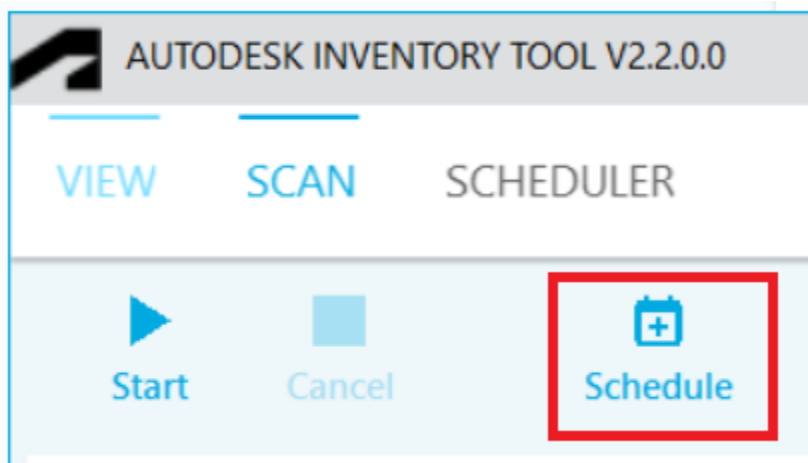 AUTODESK INVENTORY TOOL V2.2.0.0
VIEW SCAN SCHEDULER
Start Cancel Schedule